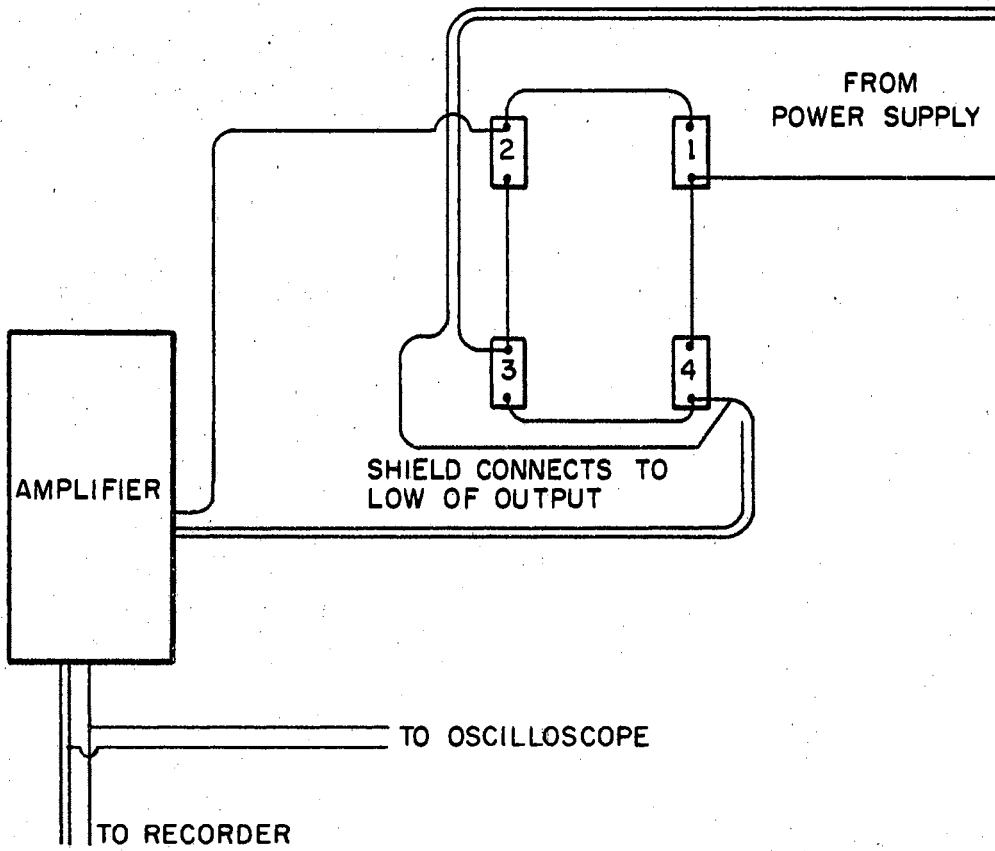 FROM
POWER SUPPLY
2
1
3
4
SHIELD CONNECTS TO
LOW OF OUTPUT
AMPLIFIER
TO OSCILLOSCOPE
TO RECORDER